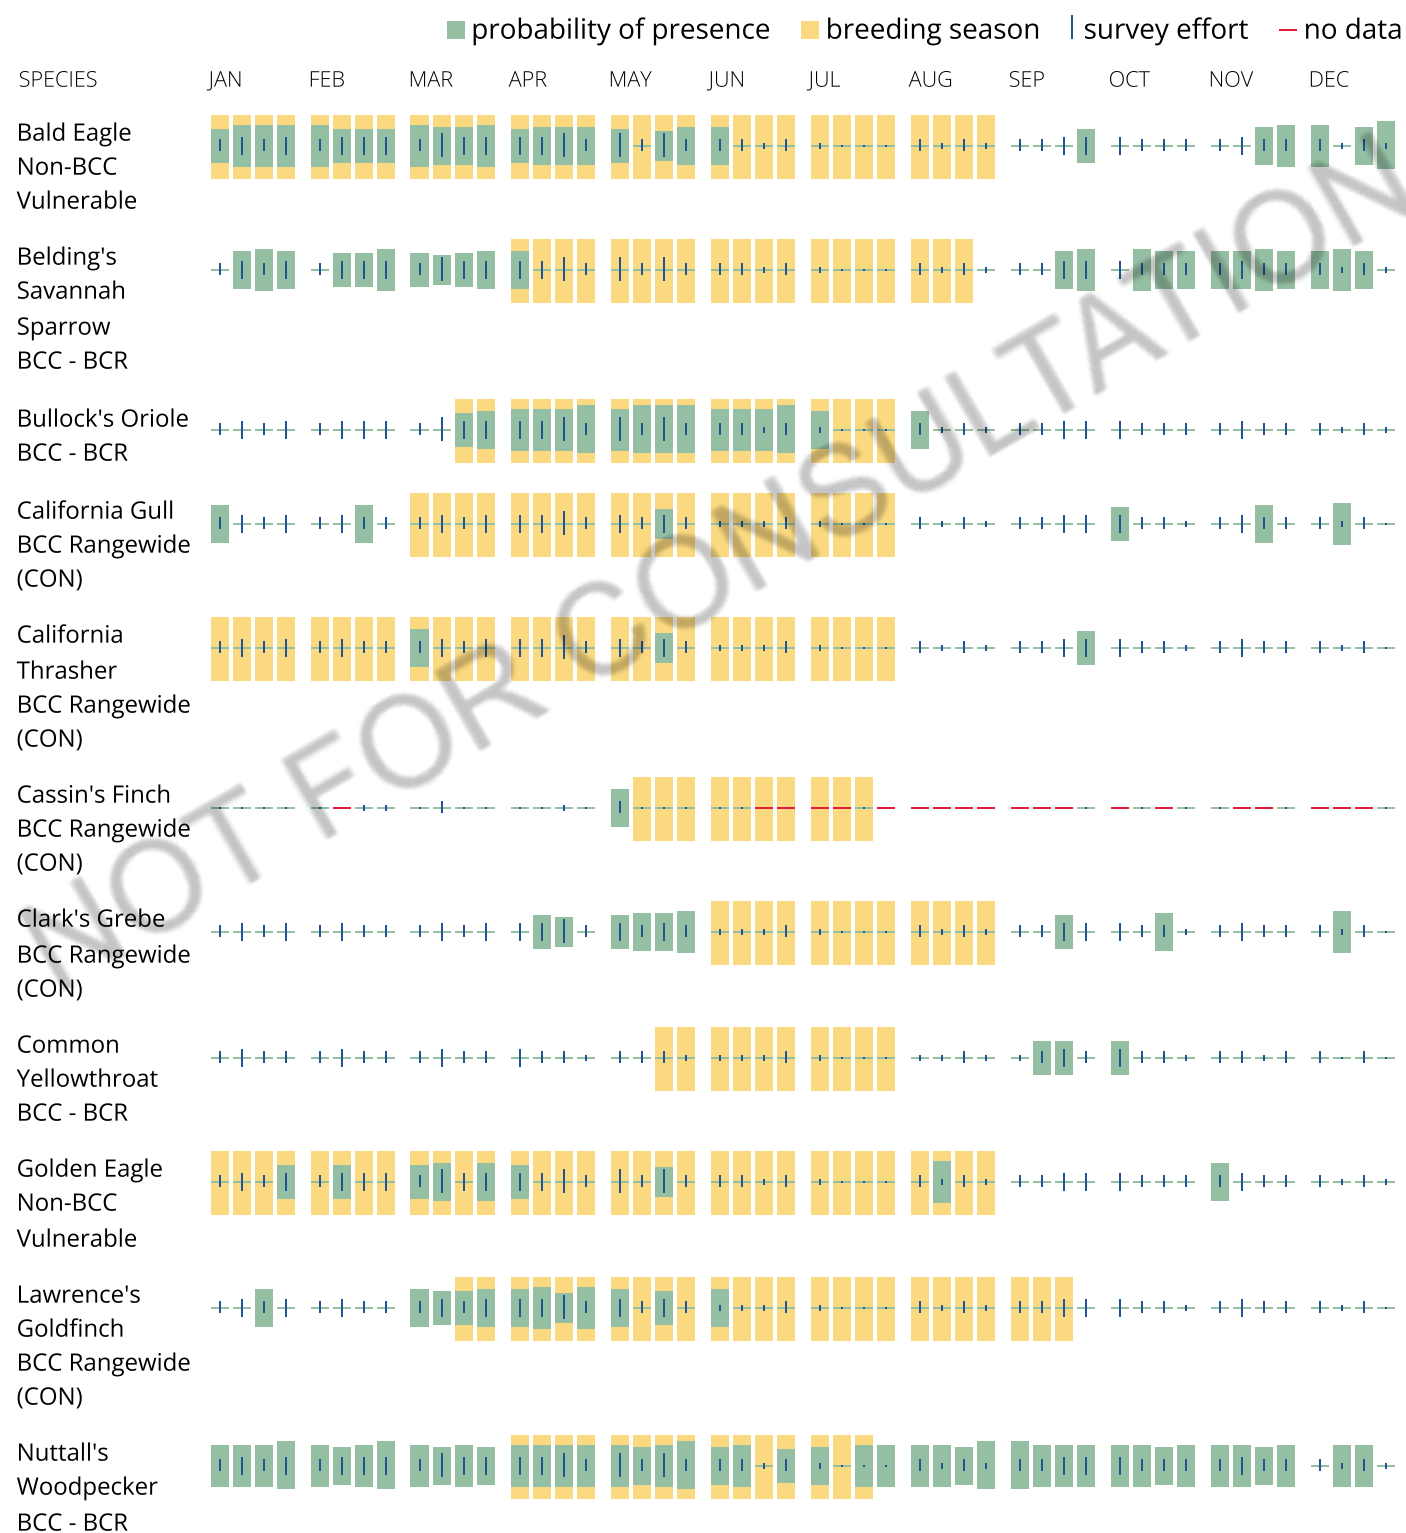 probability of presence breeding season survey effort no data
SPECIES JAN FEB MAR APR MAY JUN JUL AUG SEP OCT NOV DEC
Bald Eagle
Non-BCC
Vulnerable
Belding's
Savannah
Sparrow
BCC - BCR
Bullock's Oriole
BCC - BCR
California Gull
BCC Rangewide
(CON)
California
Thrasher
BCC Rangewide
(CON)
Cassin's Finch
BCC Rangewide
(CON)
Clark's Grebe
BCC Rangewide
(CON)
Common
Yellowthroat
BCC - BCR
Golden Eagle
Non-BCC
Vulnerable
Lawrence's
Goldfinch
BCC Rangewide
(CON)
Nuttall's
Woodpecker
BCC - BCR
NOT FOR CONSULTATION